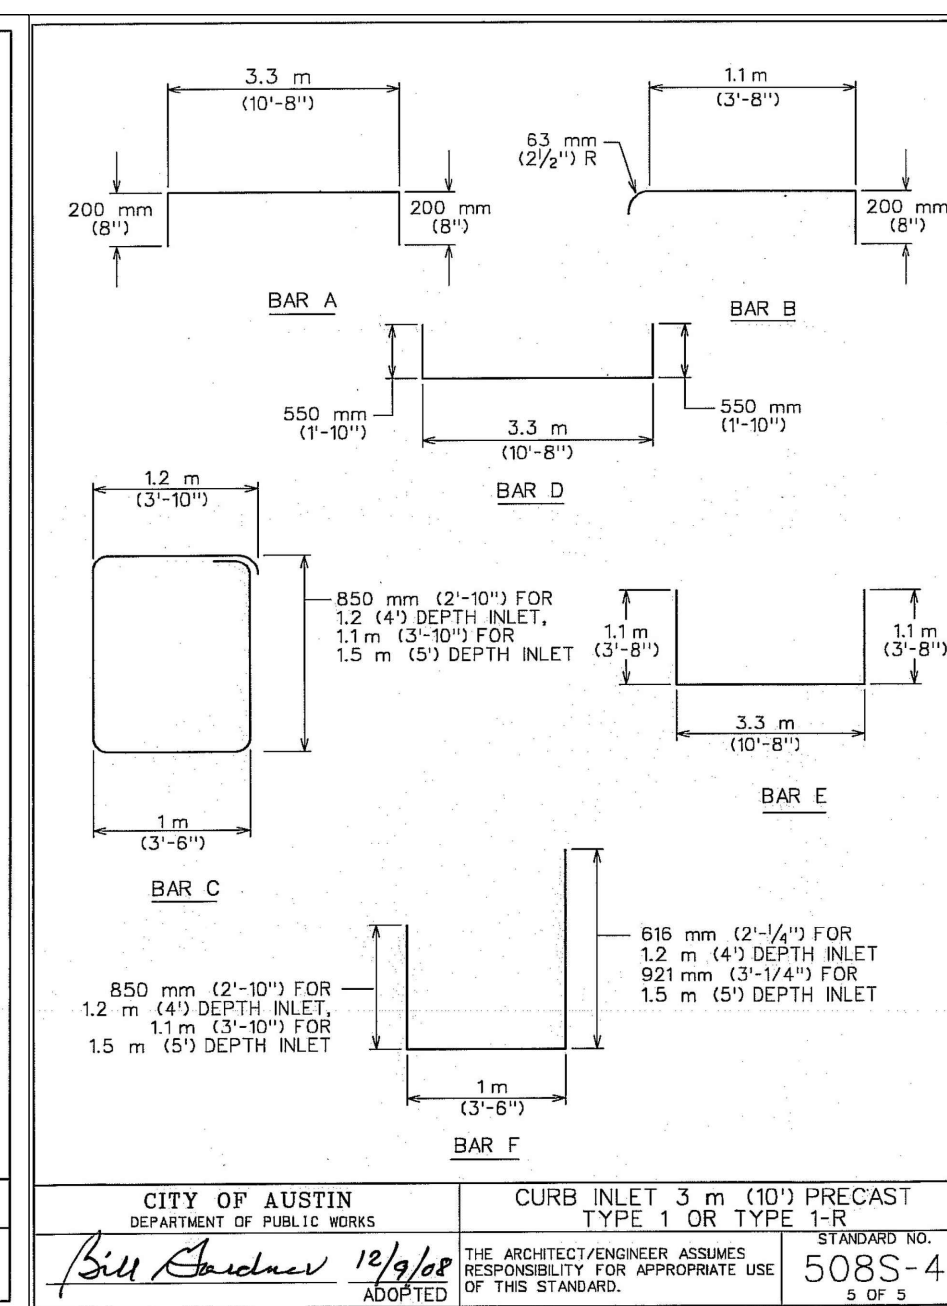 3.3 m
(10'-8")
200 mm
(8")
200 mm
(8")
BAR A
1.1 m
(3'-8")
63 mm
(2 1/2") R
200 mm
(8")
BAR B
550 mm
(1'-10")
3.3 m
(10'-8")
550 mm
(1'-10")
BAR D
1.2 m
(3'-10")
850 mm (2'-10") FOR
1.2 (4') DEPTH INLET,
1.1 m (3'-10") FOR
1.5 m (5') DEPTH INLET
1 m
(3'-6")
BAR C
1.1 m
(3'-8")
1.1 m
(3'-8")
3.3 m
(10'-8")
BAR E
850 mm (2'-10") FOR
1.2 m (4') DEPTH INLET,
1.1 m (3'-10") FOR
1.5 m (5') DEPTH INLET
616 mm (2'-1/4") FOR
1.2 m (4') DEPTH INLET
921 mm (3'-1/4") FOR
1.5 m (5') DEPTH INLET
1 m
(3'-6")
BAR F
CITY OF AUSTIN
DEPARTMENT OF PUBLIC WORKS
CURB INLET 3 m (10') PRECAST
TYPE 1 OR TYPE 1-R
Bill Gardner 12/9/08
ADOPTED
THE ARCHITECT/ENGINEER ASSUMES
RESPONSIBILITY FOR APPROPRIATE USE
OF THIS STANDARD.
STANDARD NO.
508S-4
5 OF 5